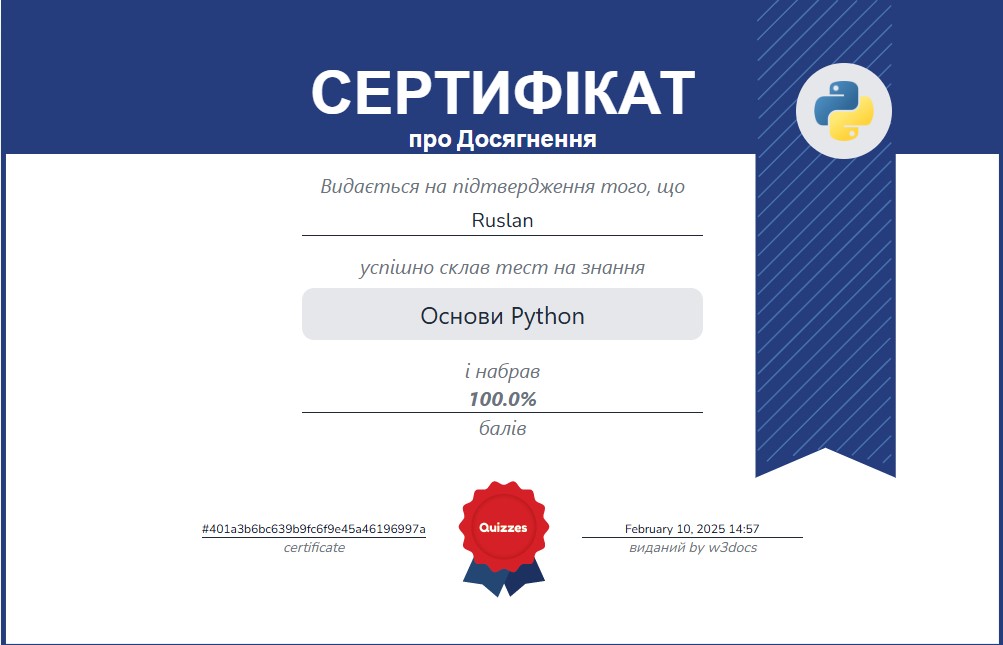 СЕРТИФІКАТ
про Досягнення
Видається на підтвердження того, що
Ruslan
успішно склав тест на знання
Основи Python
і набрав
100.0%
балів
Quizzes
#401a3b6bc639b9fc6f9e45a46196997a
certificate
February 10, 2025 14:57
виданий by w3docs